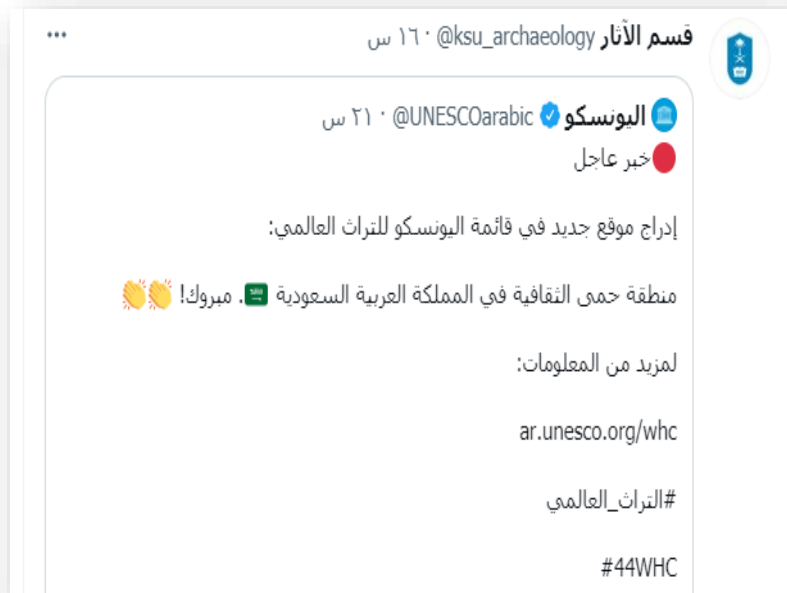 قسم الآثار @ksu_archaeology · ١٦ س
اليونسكو @UNESCOarabic · ٢١ س
خبر عاجل
إدراج موقع جديد في قائمة اليونسكو للتراث العالمي:
منطقة حمى الثقافية في المملكة العربية السعودية 🇸🇦. مبروك! 👏👏
لمزيد من المعلومات:
ar.unesco.org/whc
#التراث_العالمي
#44WHC